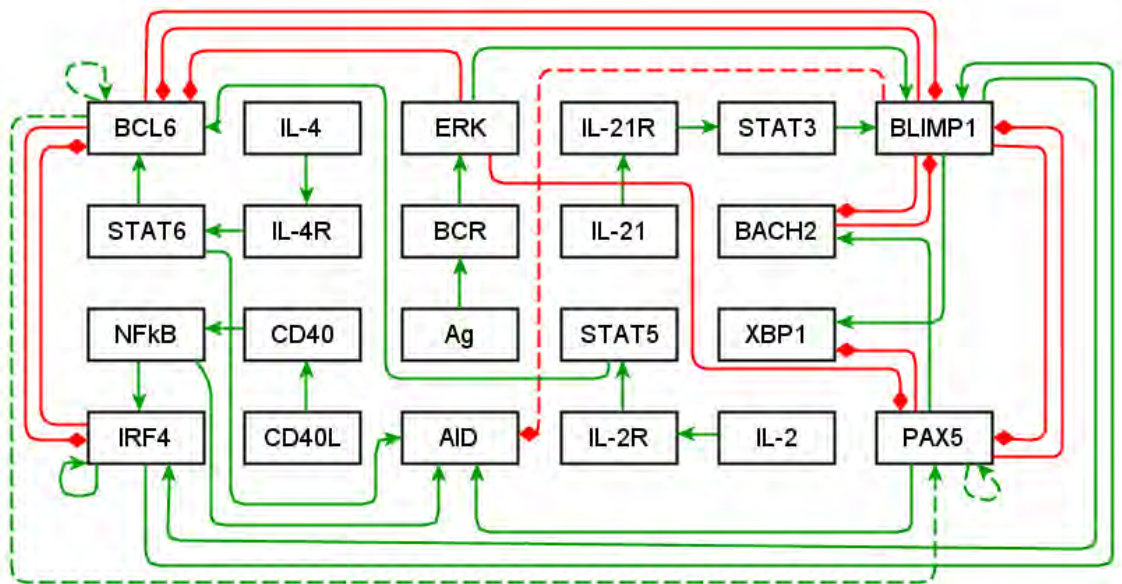 BCL6 IL-4 ERK IL-21R STAT3 BLIMP1
STAT6 IL-4R BCR IL-21 BACH2
NFkB CD40 Ag STAT5 XBP1
IRF4 CD40L AID IL-2R IL-2 PAX5